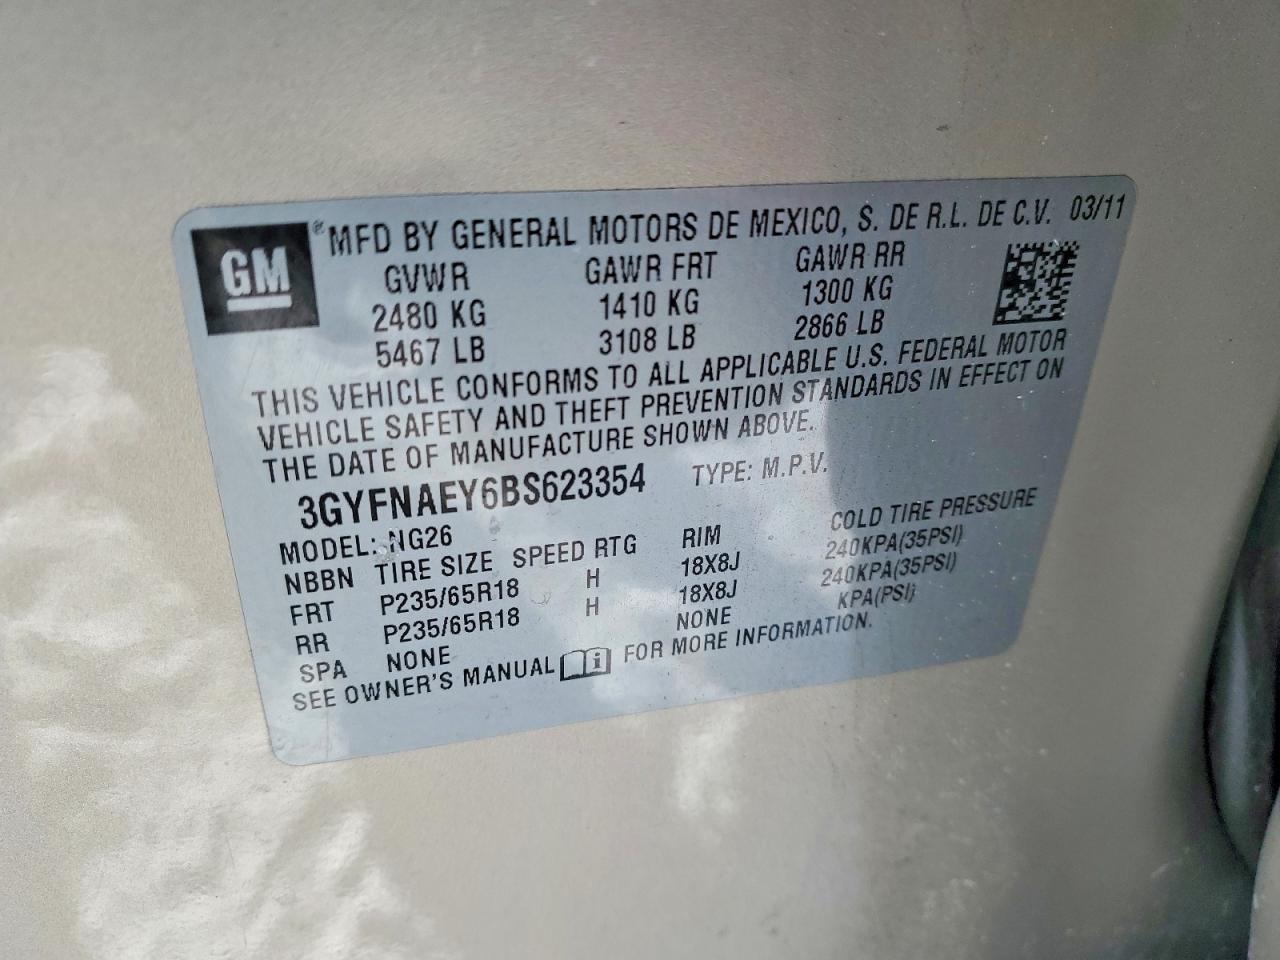 GM ® MFD BY GENERAL MOTORS DE MEXICO, S. DE R.L. DE C.V. 03/11
GVWR GAWR FRT GAWR RR
2480 KG 1410 KG 1300 KG
5467 LB 3108 LB 2866 LB
THIS VEHICLE CONFORMS TO ALL APPLICABLE U.S. FEDERAL MOTOR
VEHICLE SAFETY AND THEFT PREVENTION STANDARDS IN EFFECT ON
THE DATE OF MANUFACTURE SHOWN ABOVE.
3GYFNAEY6BS623354 TYPE: M.P.V.
MODEL: NG26
NBBN TIRE SIZE SPEED RTG RIM COLD TIRE PRESSURE
FRT P235/65R18 H 18X8J 240KPA(35PSI)
RR P235/65R18 H 18X8J 240KPA(35PSI)
SPA NONE NONE KPA(PSI)
SEE OWNER'S MANUAL FOR MORE INFORMATION.